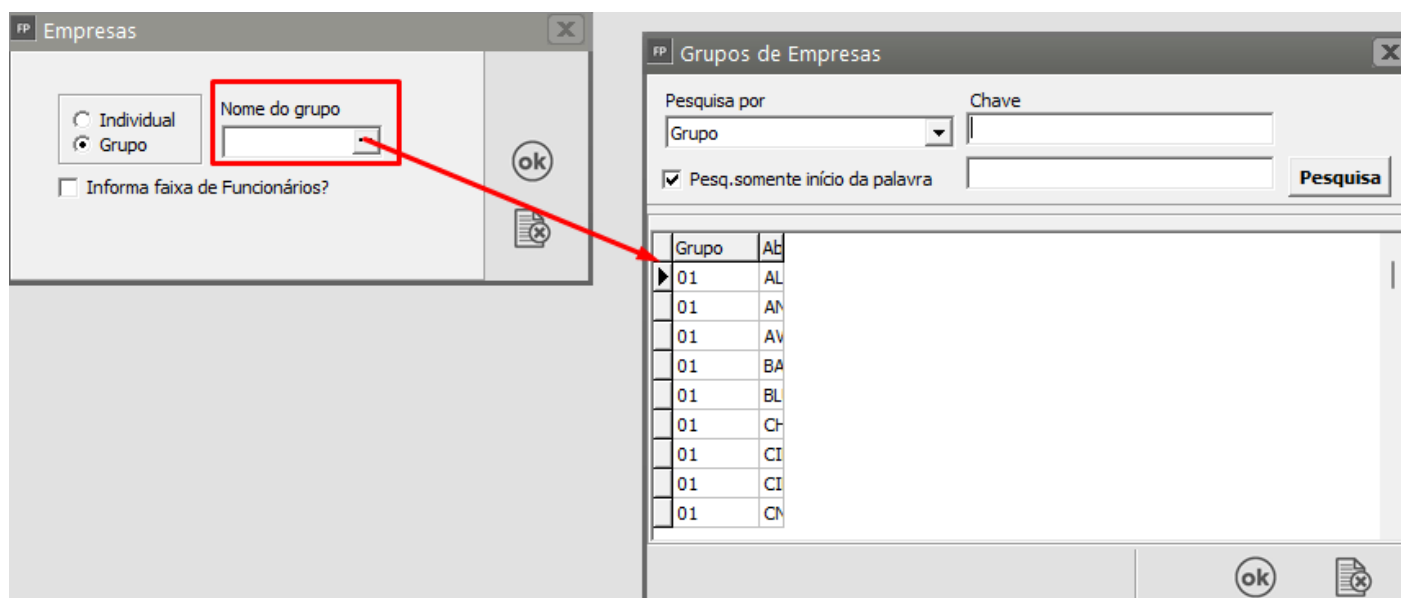 FP Empresas
Individual
Grupo
Nome do grupo
...
Informa faixa de Funcionários?
ok
FP Grupos de Empresas
Pesquisa por
Chave
Grupo
Pesq.somente início da palavra
Pesquisa
Grupo Ab
01 AL
01 AN
01 AV
01 BA
01 BL
01 CH
01 CI
01 CI
01 CN
ok